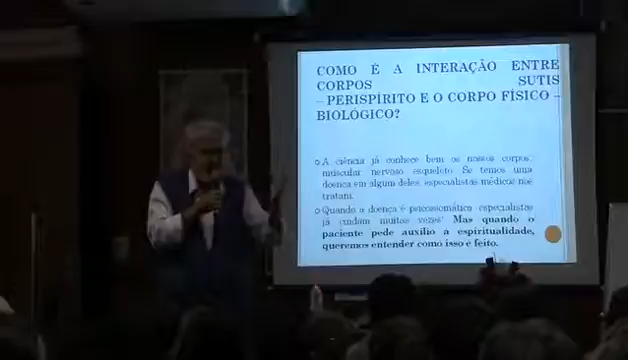 COMO É A INTERAÇÃO ENTRE
CORPOS SUTIS
– PERISPÍRITO E O CORPO FÍSICO –
BIOLÓGICO?
A ciência já conhece bem os nossos corpos,
muscular nervoso esqueleto Se temos uma
doença em algum deles, especialistas médicos nos
tratam.
Quando a doença é psicossomático especialistas
já cuidam muitas vezes. Mas quando o
paciente pede auxílio a espiritualidade,
queremos entender como isso é feito.